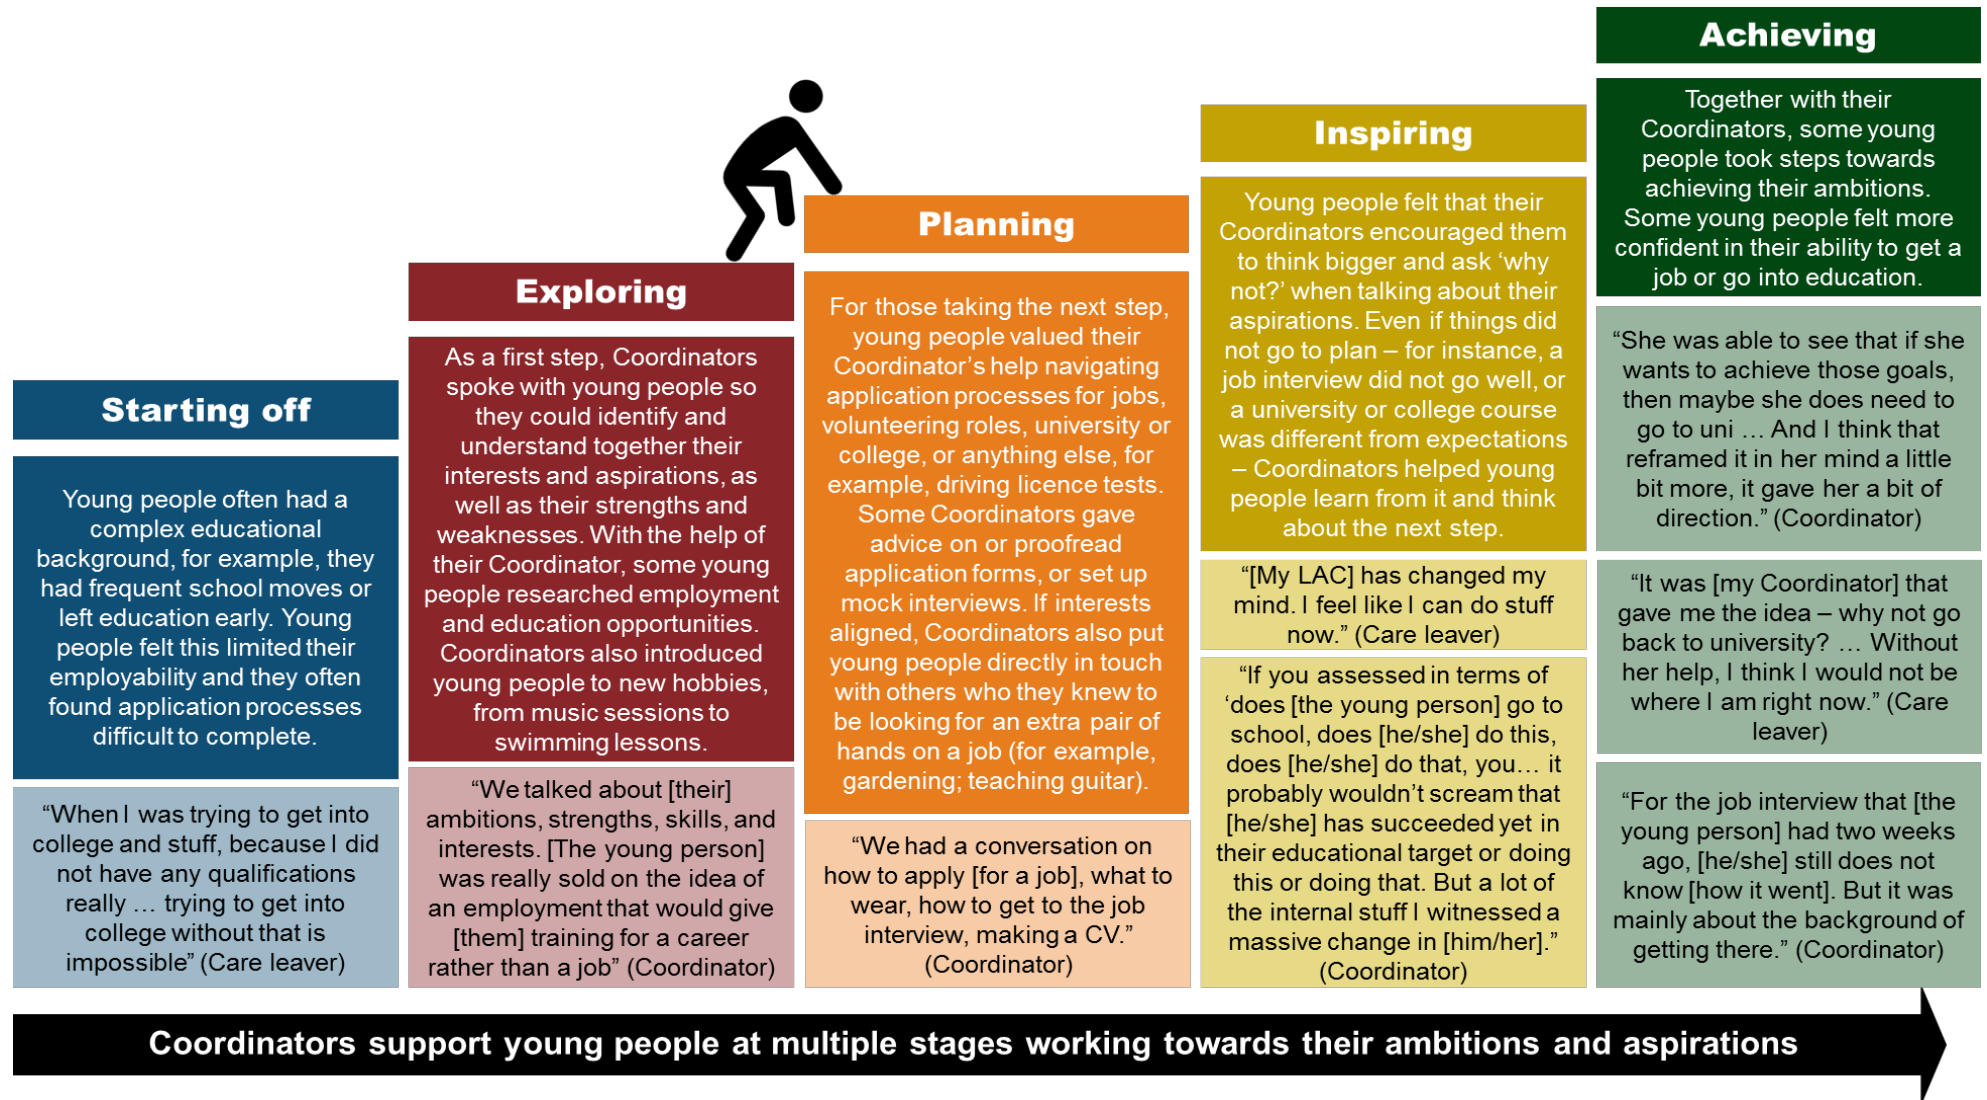 Starting off
Young people often had a
complex educational
background, for example, they
had frequent school moves or
left education early. Young
people felt this limited their
employability and they often
found application processes
difficult to complete.
“When I was trying to get into
college and stuff, because I did
not have any qualifications
really … trying to get into
college without that is
impossible” (Care leaver)
Exploring
As a first step, Coordinators
spoke with young people so
they could identify and
understand together their
interests and aspirations, as
well as their strengths and
weaknesses. With the help of
their Coordinator, some young
people researched employment
and education opportunities.
Coordinators also introduced
young people to new hobbies,
from music sessions to
swimming lessons.
“We talked about [their]
ambitions, strengths, skills, and
interests. [The young person]
was really sold on the idea of
an employment that would give
[them] training for a career
rather than a job” (Coordinator)
Planning
For those taking the next step,
young people valued their
Coordinator’s help navigating
application processes for jobs,
volunteering roles, university or
college, or anything else, for
example, driving licence tests.
Some Coordinators gave
advice on or proofread
application forms, or set up
mock interviews. If interests
aligned, Coordinators also put
young people directly in touch
with others who they knew to
be looking for an extra pair of
hands on a job (for example,
gardening; teaching guitar).
“We had a conversation on
how to apply [for a job], what to
wear, how to get to the job
interview, making a CV.”
(Coordinator)
Inspiring
Young people felt that their
Coordinators encouraged them
to think bigger and ask ‘why
not?’ when talking about their
aspirations. Even if things did
not go to plan – for instance, a
job interview did not go well, or
a university or college course
was different from expectations
– Coordinators helped young
people learn from it and think
about the next step.
“[My LAC] has changed my
mind. I feel like I can do stuff
now.” (Care leaver)
“If you assessed in terms of
‘does [the young person] go to
school, does [he/she] do this,
does [he/she] do that, you… it
probably wouldn’t scream that
[he/she] has succeeded yet in
their educational target or doing
this or doing that. But a lot of
the internal stuff I witnessed a
massive change in [him/her].”
(Coordinator)
Achieving
Together with their
Coordinators, some young
people took steps towards
achieving their ambitions.
Some young people felt more
confident in their ability to get a
job or go into education.
“She was able to see that if she
wants to achieve those goals,
then maybe she does need to
go to uni … And I think that
reframed it in her mind a little
bit more, it gave her a bit of
direction.” (Coordinator)
“It was [my Coordinator] that
gave me the idea – why not go
back to university? … Without
her help, I think I would not be
where I am right now.” (Care
leaver)
“For the job interview that [the
young person] had two weeks
ago, [he/she] still does not
know [how it went]. But it was
mainly about the background of
getting there.” (Coordinator)
Coordinators support young people at multiple stages working towards their ambitions and aspirations